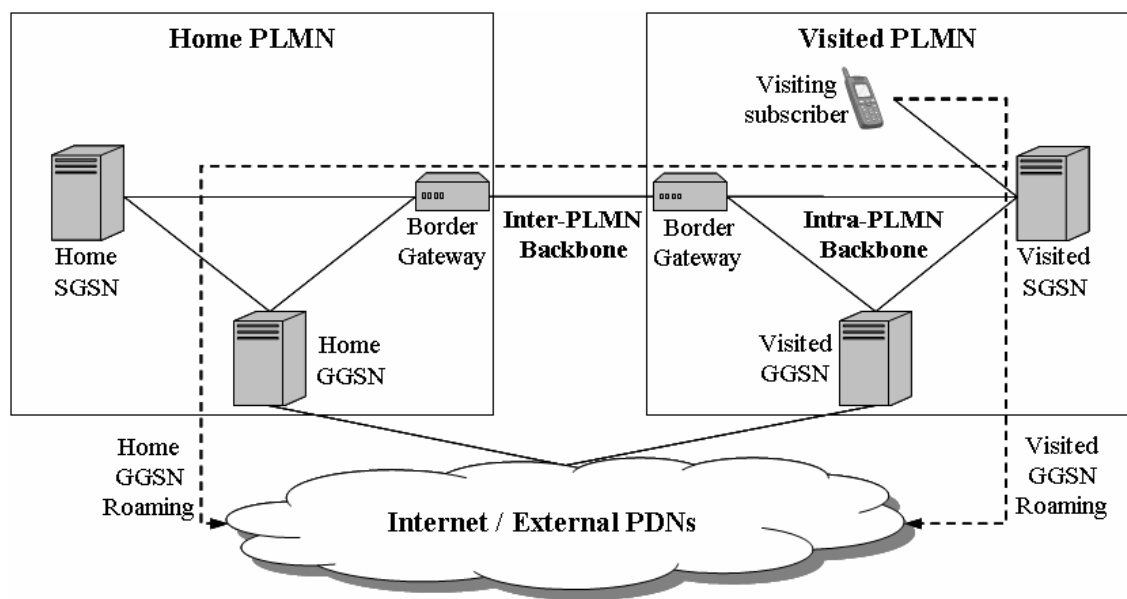 Home PLMN
Visited PLMN
Visiting
subscriber
Home
SGSN
Border
Gateway
Inter-PLMN
Backbone
Border
Gateway
Intra-PLMN
Backbone
Visited
SGSN
Home
GGSN
Visited
GGSN
Home
GGSN
Roaming
Visited
GGSN
Roaming
Internet / External PDNs